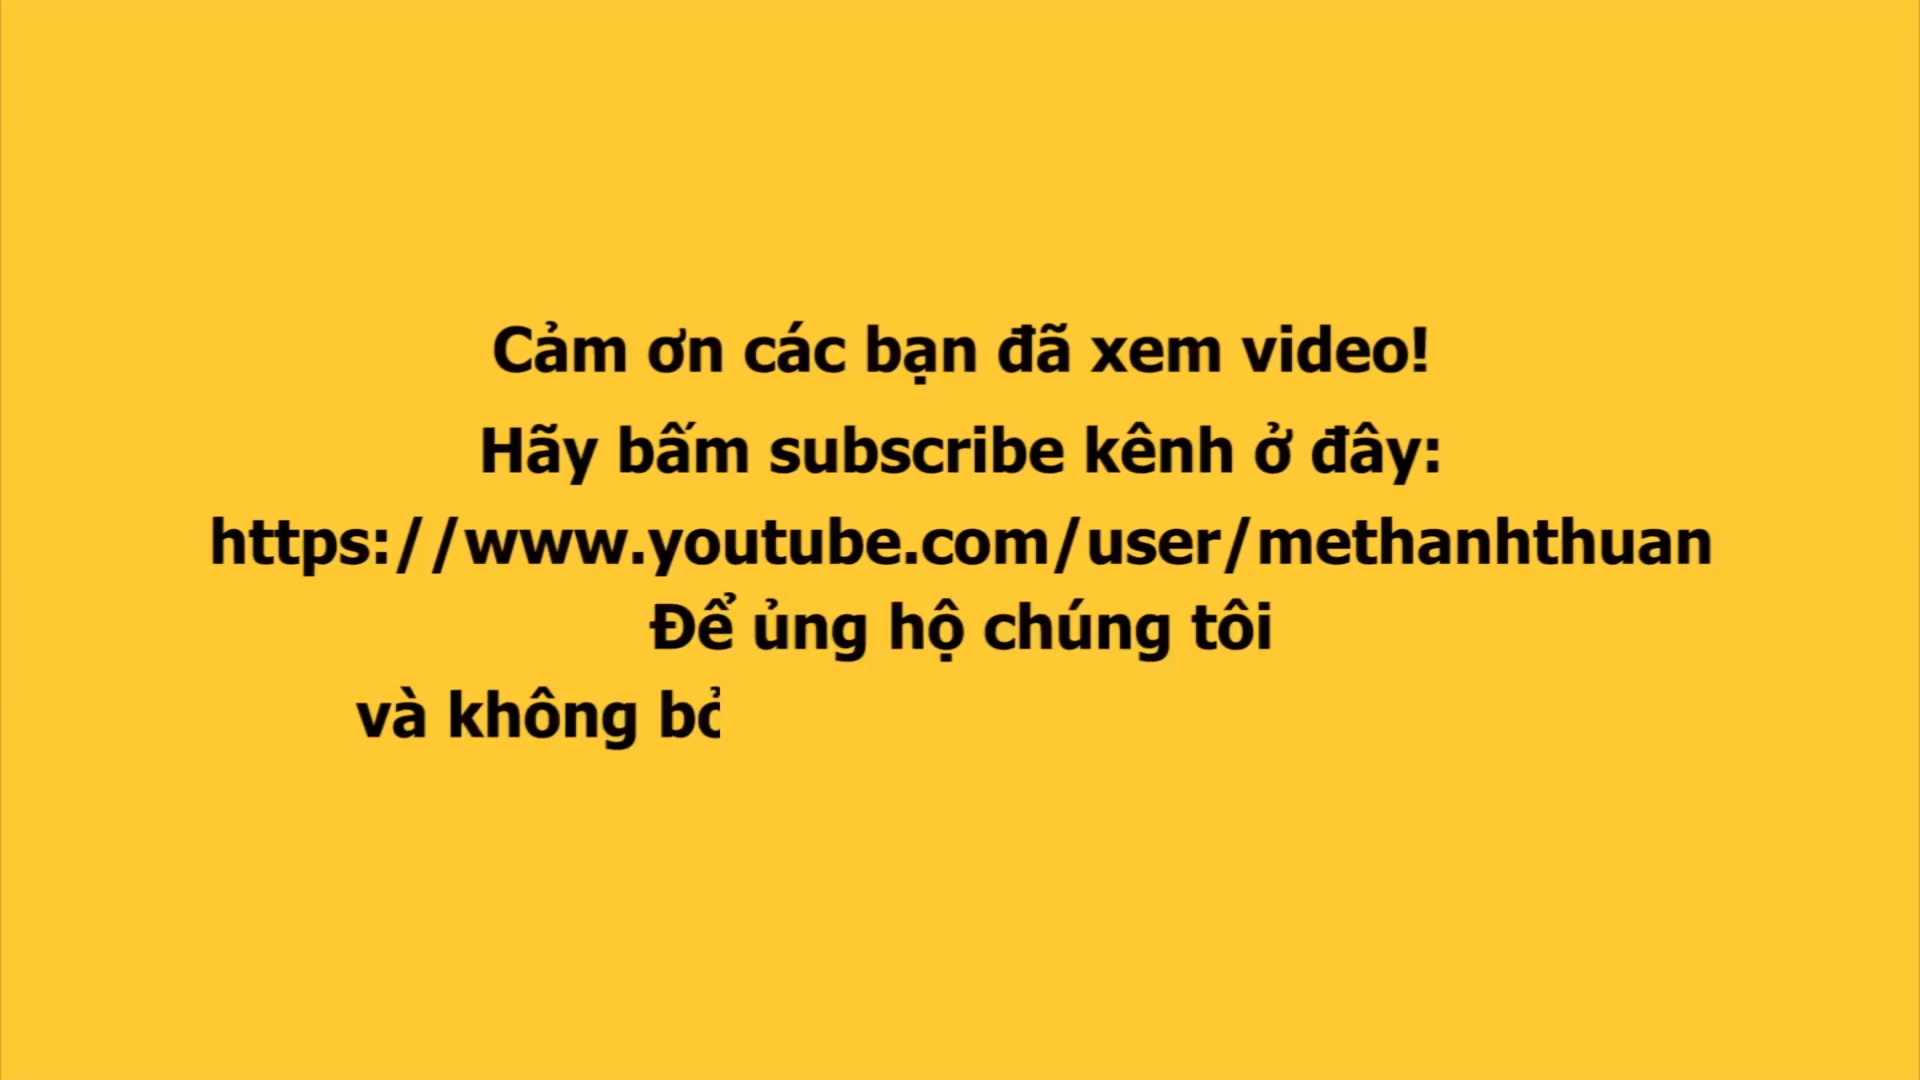 Cảm ơn các bạn đã xem video!
Hãy bấm subscribe kênh ở đây:
https://www.youtube.com/user/methanhthuan
Để ủng hộ chúng tôi
và không